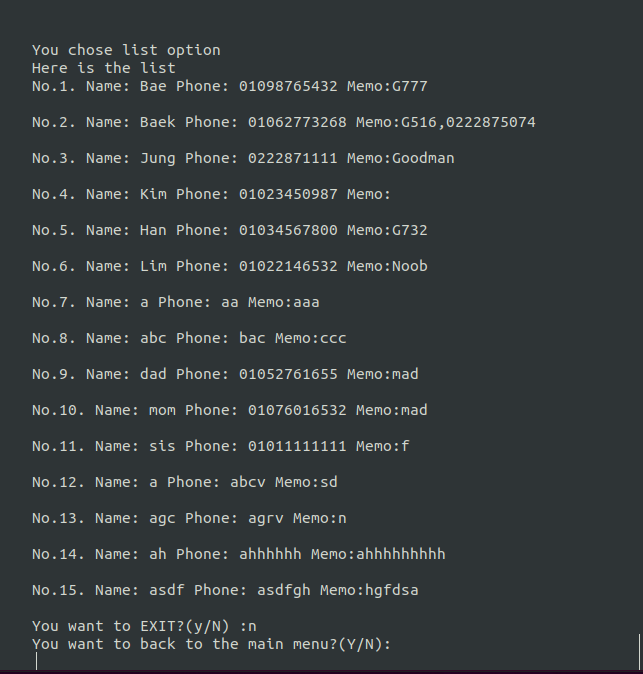 You chose list option
Here is the list
No.1. Name: Bae Phone: 01098765432 Memo:G777
No.2. Name: Baek Phone: 01062773268 Memo:G516,0222875074
No.3. Name: Jung Phone: 0222871111 Memo:Goodman
No.4. Name: Kim Phone: 01023450987 Memo:
No.5. Name: Han Phone: 01034567800 Memo:G732
No.6. Name: Lim Phone: 01022146532 Memo:Noob
No.7. Name: a Phone: aa Memo:aaa
No.8. Name: abc Phone: bac Memo:ccc
No.9. Name: dad Phone: 01052761655 Memo:mad
No.10. Name: mom Phone: 01076016532 Memo:mad
No.11. Name: sis Phone: 01011111111 Memo:f
No.12. Name: a Phone: abcv Memo:sd
No.13. Name: agc Phone: agrv Memo:n
No.14. Name: ah Phone: ahhhhhh Memo:ahhhhhhhhh
No.15. Name: asdf Phone: asdfgh Memo:hgfdsa
You want to EXIT?(y/N) :n
You want to back to the main menu?(Y/N):